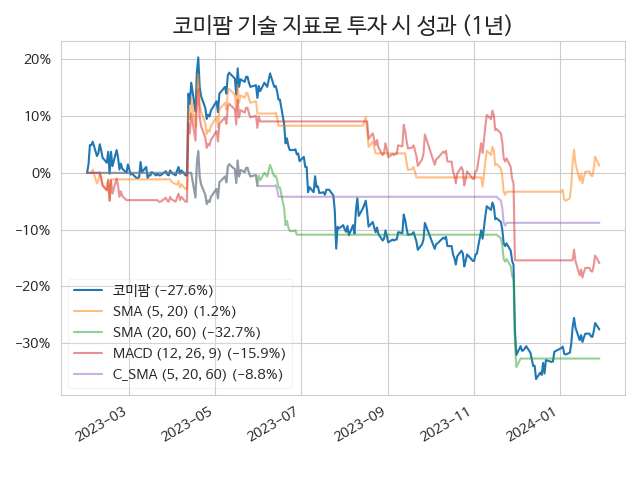 코미팜 기술 지표로 투자 시 성과 (1년)
20%
10%
0%
−10%
−20%
−30%
코미팜 (−27.6%)
SMA (5, 20) (1.2%)
SMA (20, 60) (−32.7%)
MACD (12, 26, 9) (−15.9%)
C_SMA (5, 20, 60) (−8.8%)
2023−03
2023−05
2023−07
2023−09
2023−11
2024−01